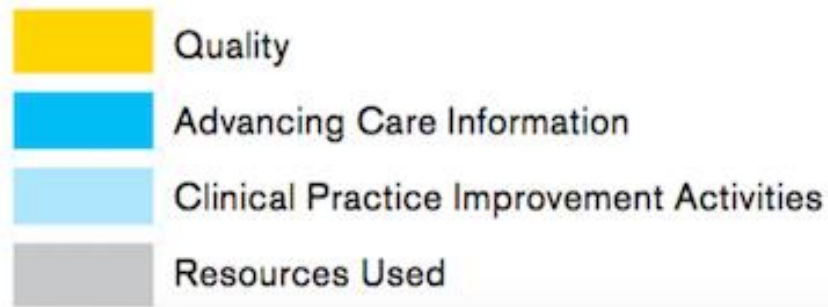 Quality
Advancing Care Information
Clinical Practice Improvement Activities
Resources Used